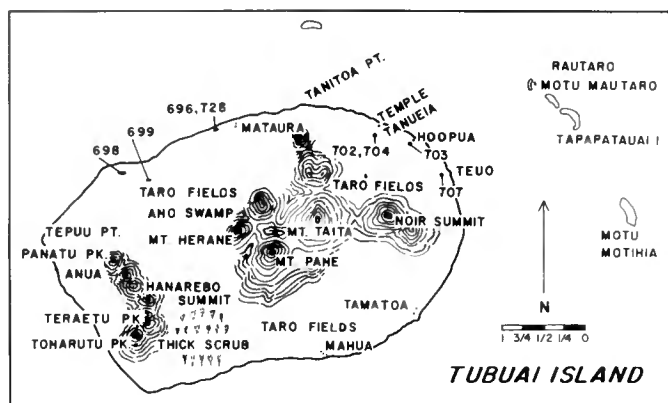 TANITOA PT.
RAUTARO
MOTU MAUTARO
TAPAPATAUAI I
696,728
MATAURA
TEMPLE
TANUEIA
HOOPUA
702,704
703
TEUO
707
699
698
TARO FIELDS
TARO FIELDS
AHO SWAMP
NOIR SUMMIT
MT. HERANE
MT. TAITA
MT. PAHE
MOTU
MOTIHIA
TEPUU PT.
PANATU PK.
ANUA
HANAREBO
SUMMIT
TERAETU PK.
TOHARUTU PK.
THICK SCRUB
TAMATOA
TARO FIELDS
MAHUA
N
1 3/4 1/2 1/4 0
TUBUAI ISLAND